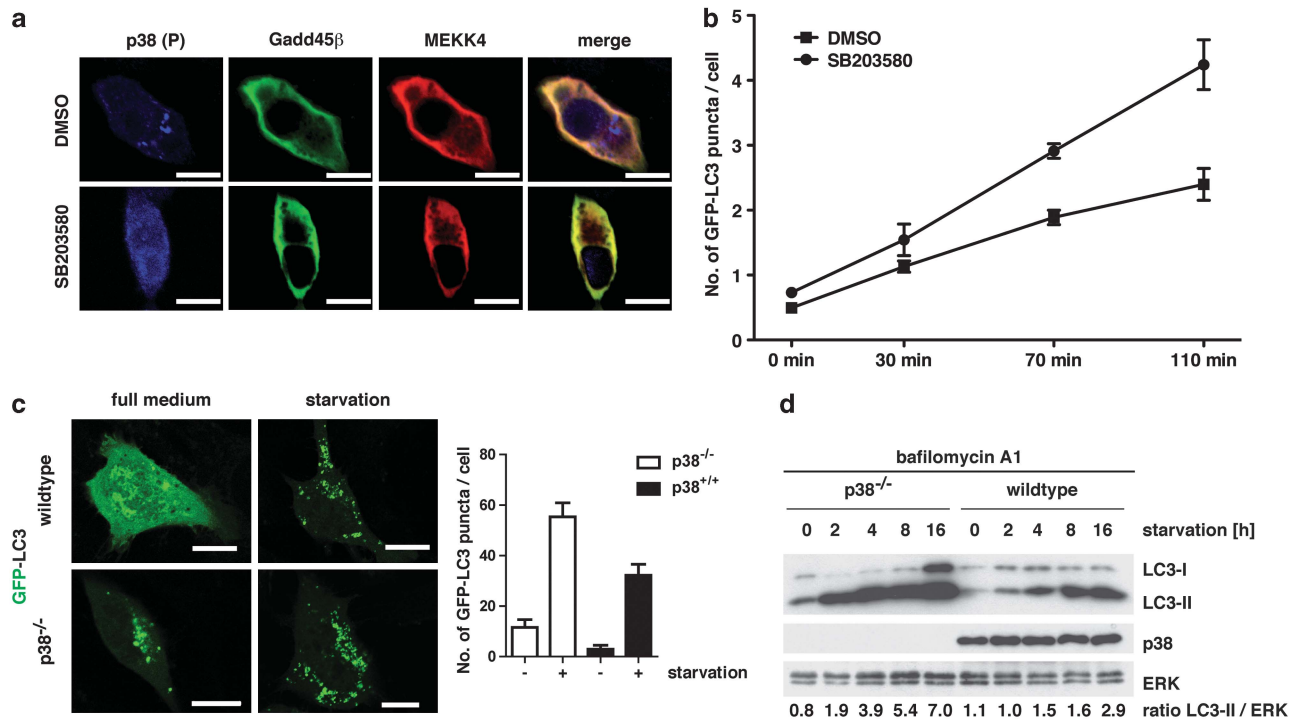 a
p38 (P) Gadd45β MEKK4 merge
DMSO
SB203580
b
No. of GFP-LC3 puncta / cell
5
4
3
2
1
0
DMSO
SB203580
0 min 30 min 70 min 110 min
c
full medium starvation
GFP-LC3
wildtype
p38-/-
No. of GFP-LC3 puncta / cell
80
60
40
20
0
p38-/-
p38+/+
- + - + starvation
d
bafilomycin A1
p38-/- wildtype
0 2 4 8 16 0 2 4 8 16 starvation [h]
LC3-I
LC3-II
p38
ERK
0.8 1.9 3.9 5.4 7.0 1.1 1.0 1.5 1.6 2.9 ratio LC3-II / ERK